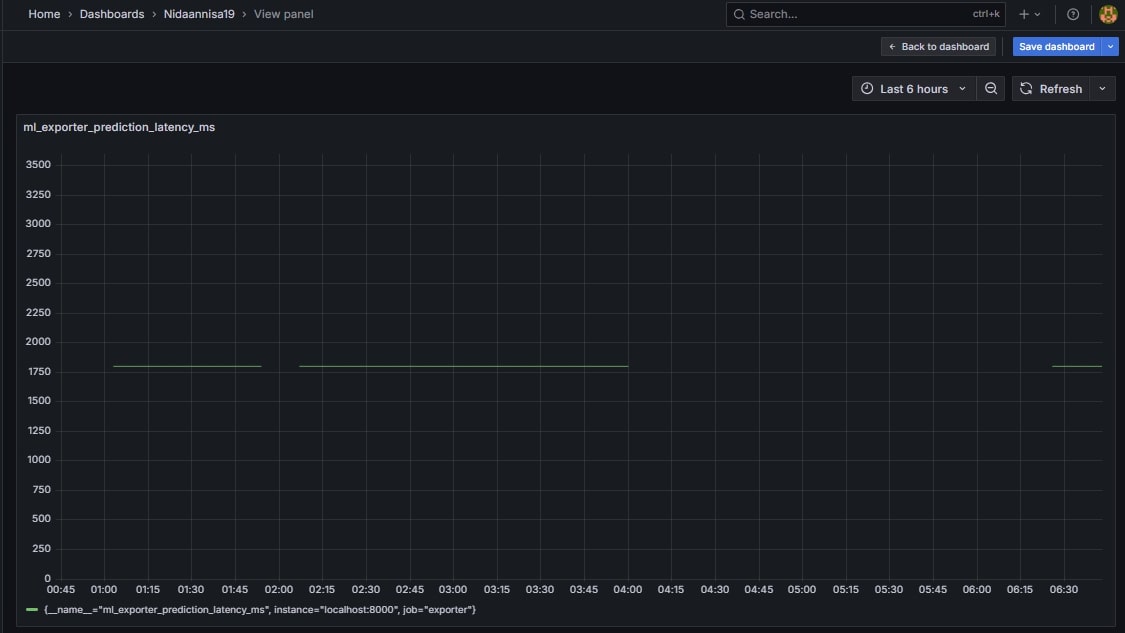 Home › Dashboards › Nidaannisa19 › View panel
Search... ctrl+k
← Back to dashboard Save dashboard
Last 6 hours Refresh
ml_exporter_prediction_latency_ms
3500
3250
3000
2750
2500
2250
2000
1750
1500
1250
1000
750
500
250
0
00:45 01:00 01:15 01:30 01:45 02:00 02:15 02:30 02:45 03:00 03:15 03:30 03:45 04:00 04:15 04:30 04:45 05:00 05:15 05:30 05:45 06:00 06:15 06:30
{__name__="ml_exporter_prediction_latency_ms", instance="localhost:8000", job="exporter"}